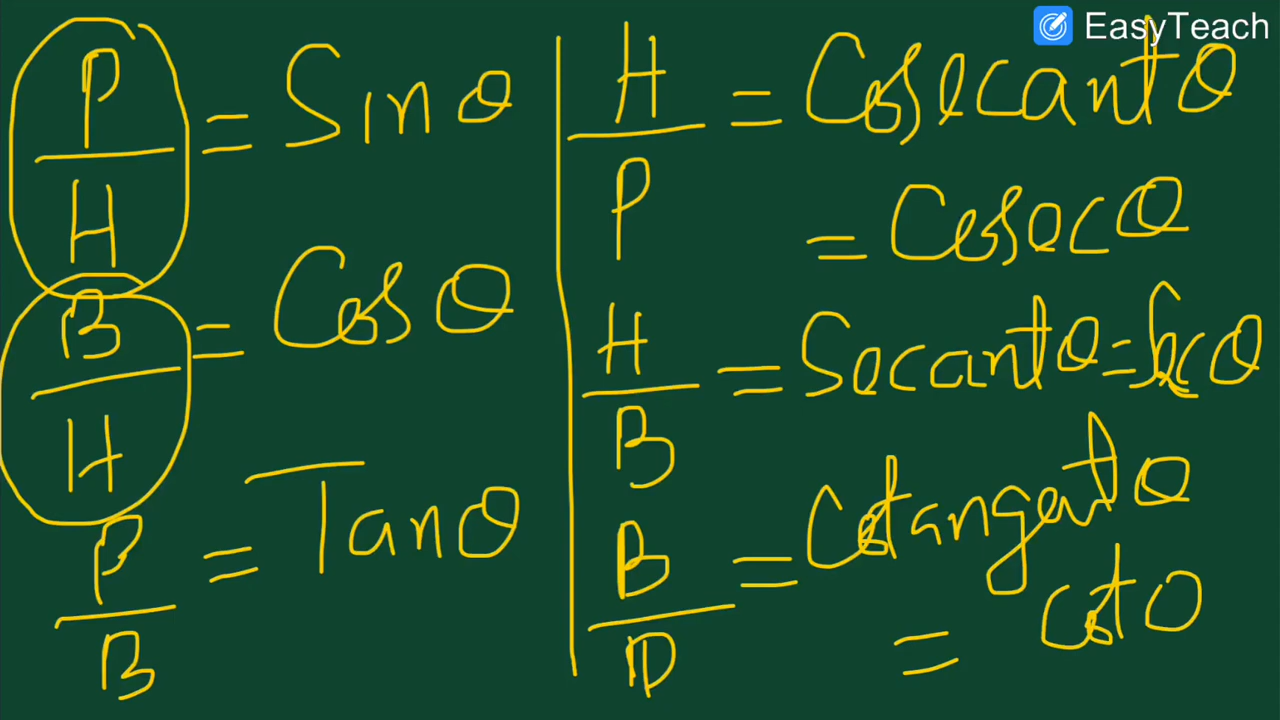 EasyTeach
P/H = Sinθ
B/H = Cosθ
P/B = Tanθ
H/P = Cosecantθ
= Cosecθ
H/B = Secantθ = Secθ
B/P = Cotangentθ
= cotθ